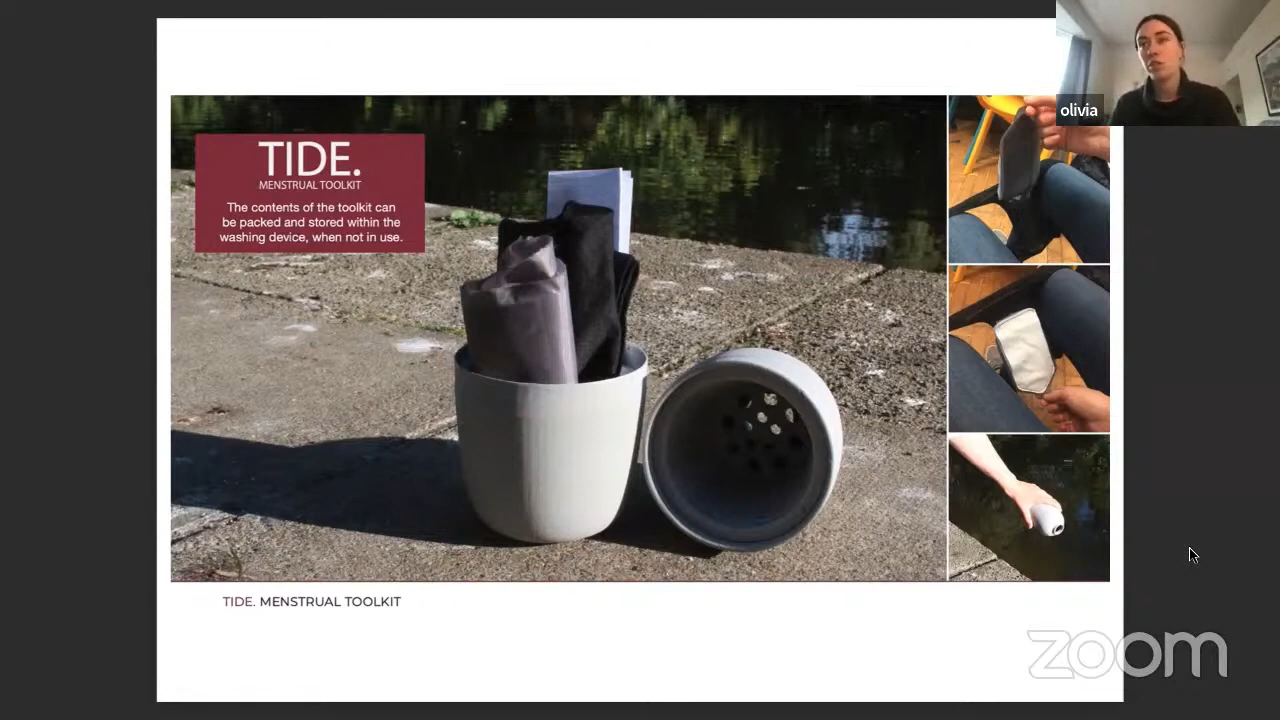 olivia
TIDE.
MENSTRUAL TOOLKIT
The contents of the toolkit can
be packed and stored within the
washing device, when not in use.
TIDE. MENSTRUAL TOOLKIT
zoom